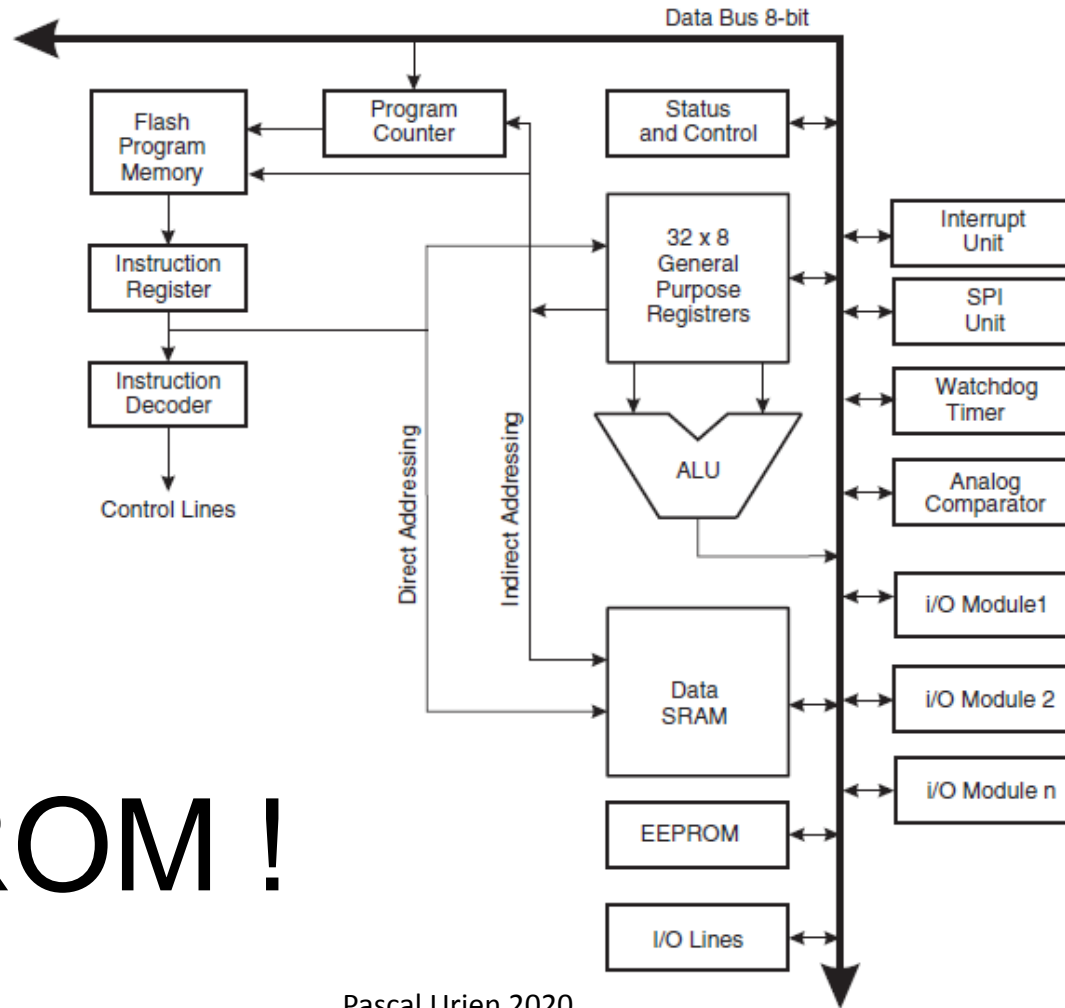 Data Bus 8-bit
Flash
Program
Memory
Program
Counter
Status
and Control
Instruction
Register
32 x 8
General
Purpose
Registrers
Interrupt
Unit
SPI
Unit
Instruction
Decoder
Watchdog
Timer
Control Lines
Direct Addressing
Indirect Addressing
ALU
Analog
Comparator
i/O Module1
Data
SRAM
i/O Module 2
i/O Module n
EEPROM
ROM !
I/O Lines
Pascal Urien 2020